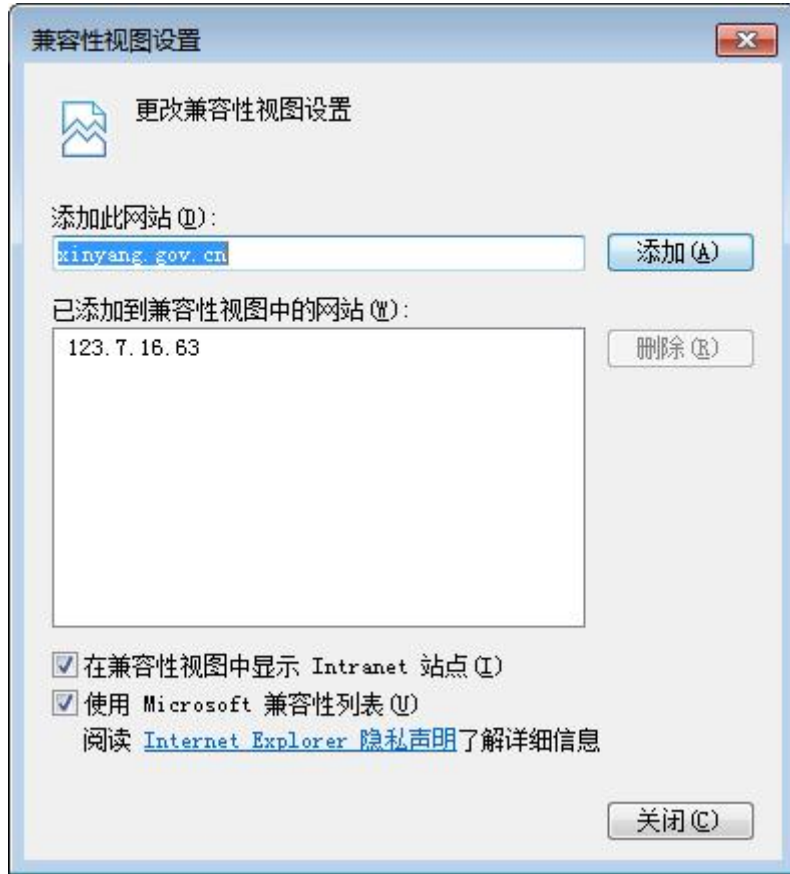 兼容性视图设置
更改兼容性视图设置
添加此网站(D):
xinyang.gov.cn
添加(A)
已添加到兼容性视图中的网站(W):
123.7.16.63
删除(R)
在兼容性视图中显示 Intranet 站点(I)
使用 Microsoft 兼容性列表(U)
阅读 Internet Explorer 隐私声明了解详细信息
关闭(C)